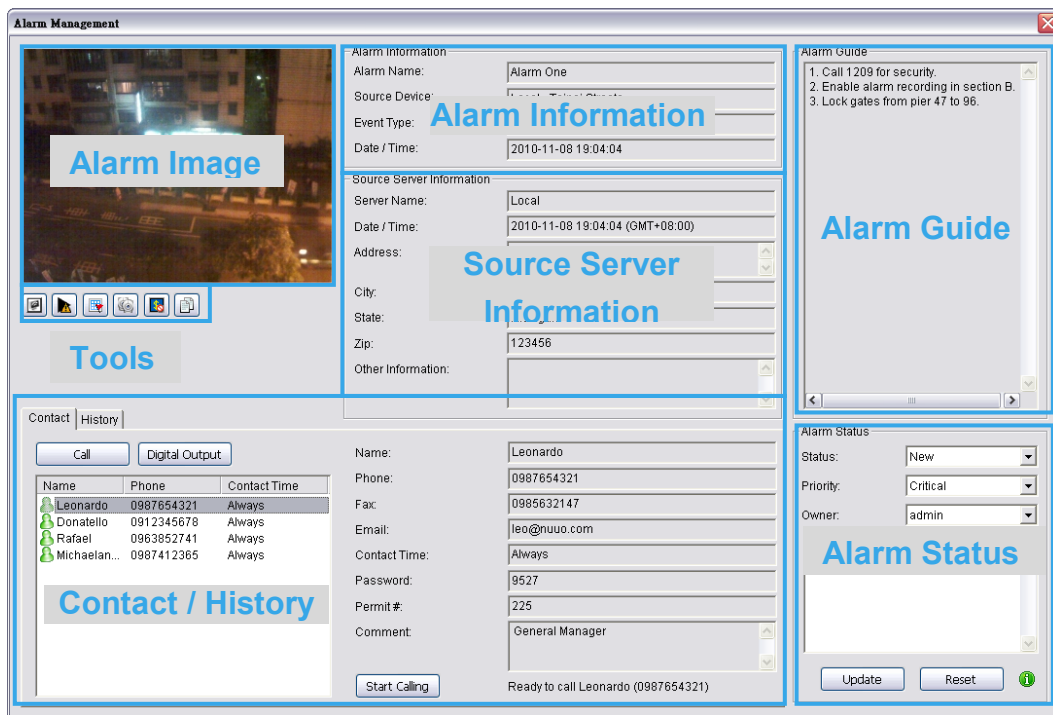 Alarm Management
Alarm Image
Tools
Alarm Information
Alarm Name: Alarm One
Source Device:
Event Type:
Alarm Information
Date / Time: 2010-11-08 19:04:04
Source Server Information
Server Name: Local
Date / Time: 2010-11-08 19:04:04 (GMT+08:00)
Address:
Source Server
Information
City:
State:
Zip: 123456
Other Information:
Alarm Guide
1. Call 1209 for security.
2. Enable alarm recording in section B.
3. Lock gates from pier 47 to 96.
Alarm Guide
Contact History
Call Digital Output
Name Phone Contact Time
Leonardo 0987654321 Always
Donatello 0912345678 Always
Rafael 0963852741 Always
Michaelan... 0987412365 Always
Contact / History
Name: Leonardo
Phone: 0987654321
Fax: 0985632147
Email: leo@nuuo.com
Contact Time: Always
Password: 9527
Permit #: 225
Comment: General Manager
Start Calling Ready to call Leonardo (0987654321)
Alarm Status
Status: New
Priority: Critical
Owner: admin
Alarm Status
Update Reset